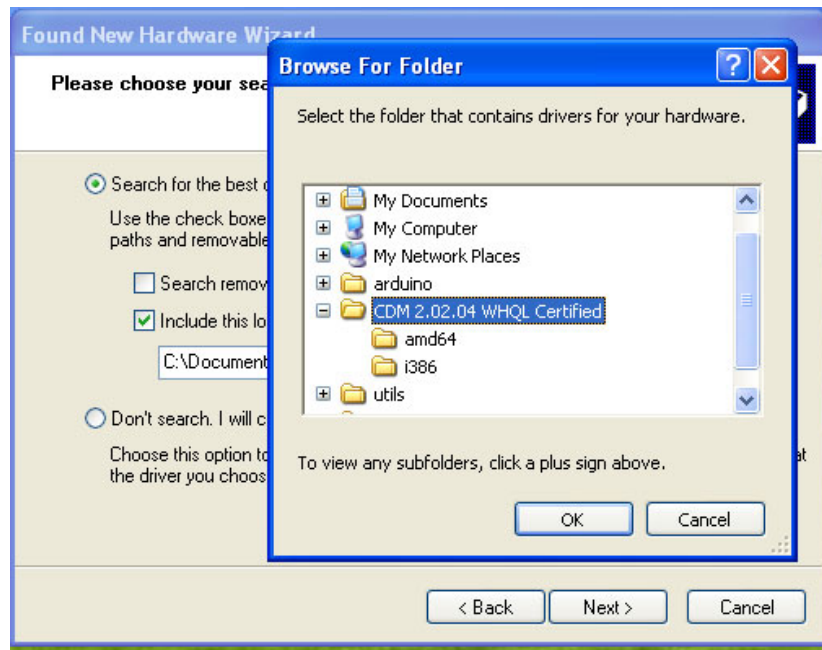 Found New Hardware Wizard
Browse For Folder
Please choose your sea
Select the folder that contains drivers for your hardware.
Search for the best
Use the check boxe
paths and removable
Search remov
Include this lo
C:\Document
Don't search. I will c
Choose this option to
at
the driver you choos
My Documents
My Computer
My Network Places
arduino
CDM 2.02.04 WHQL Certified
amd64
i386
utils
To view any subfolders, click a plus sign above.
OK
Cancel
< Back
Next >
Cancel